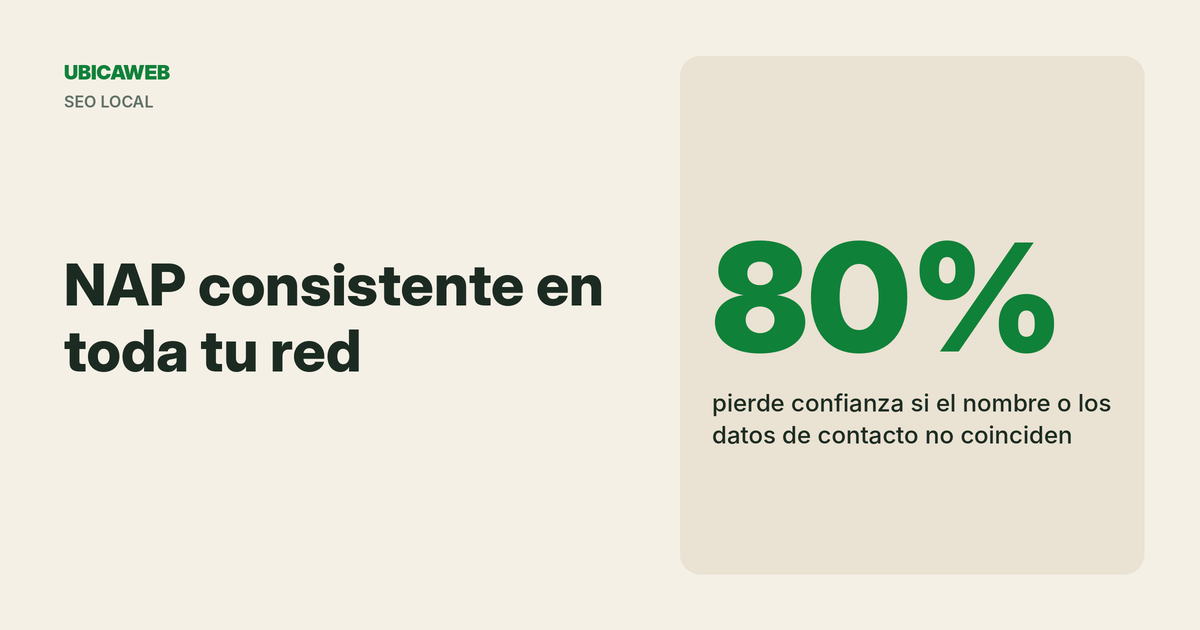 UBICAWEB
SEO LOCAL
NAP consistente en
toda tu red
80%
pierde confianza si el nombre o los
datos de contacto no coinciden